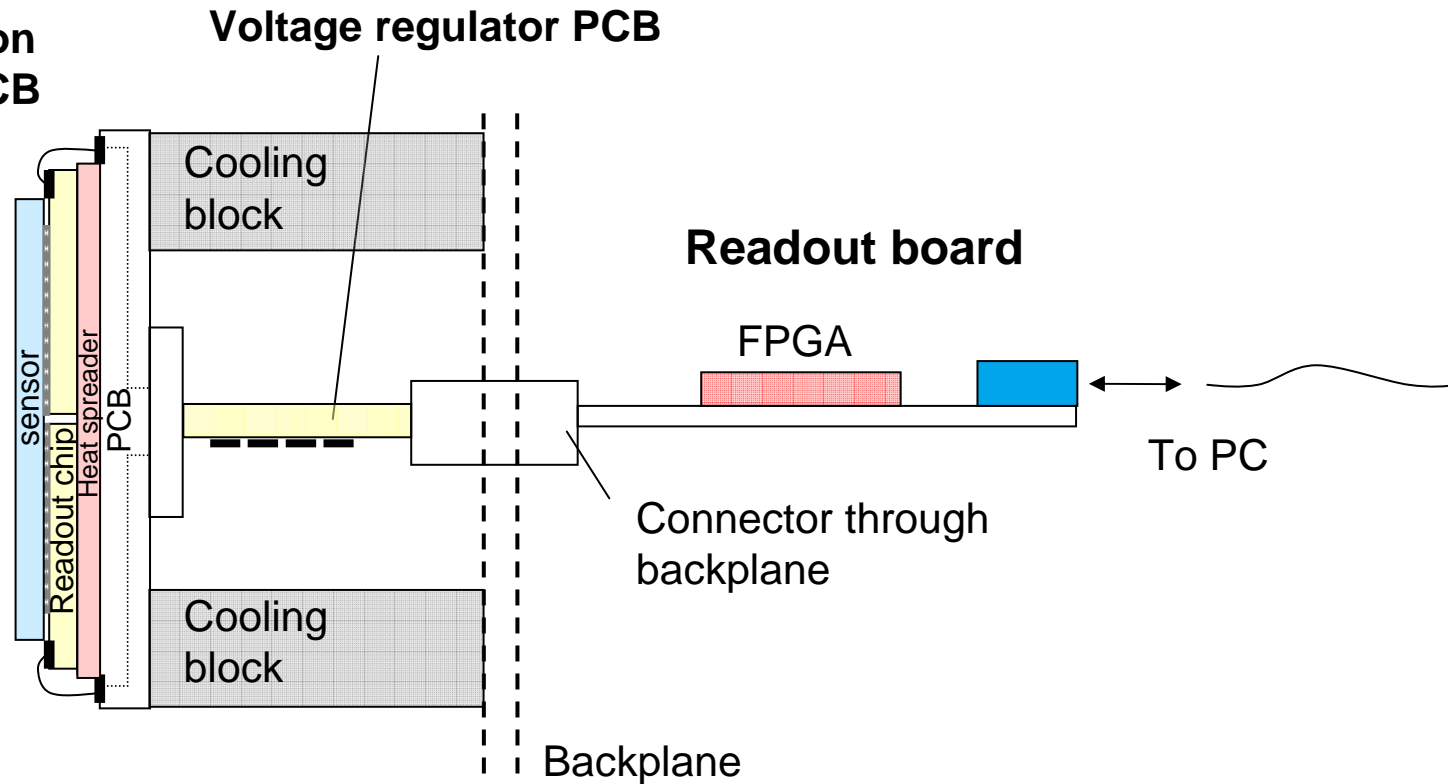 on
CB
Voltage regulator PCB
Cooling
block
Readout board
FPGA
sensor
Readout chip
Heat spreader
PCB
To PC
Connector through
backplane
Cooling
block
Backplane